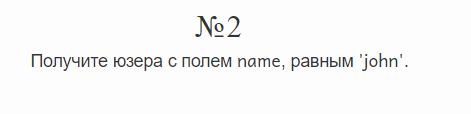 №2
Получите юзера с полем name, равным 'john'.